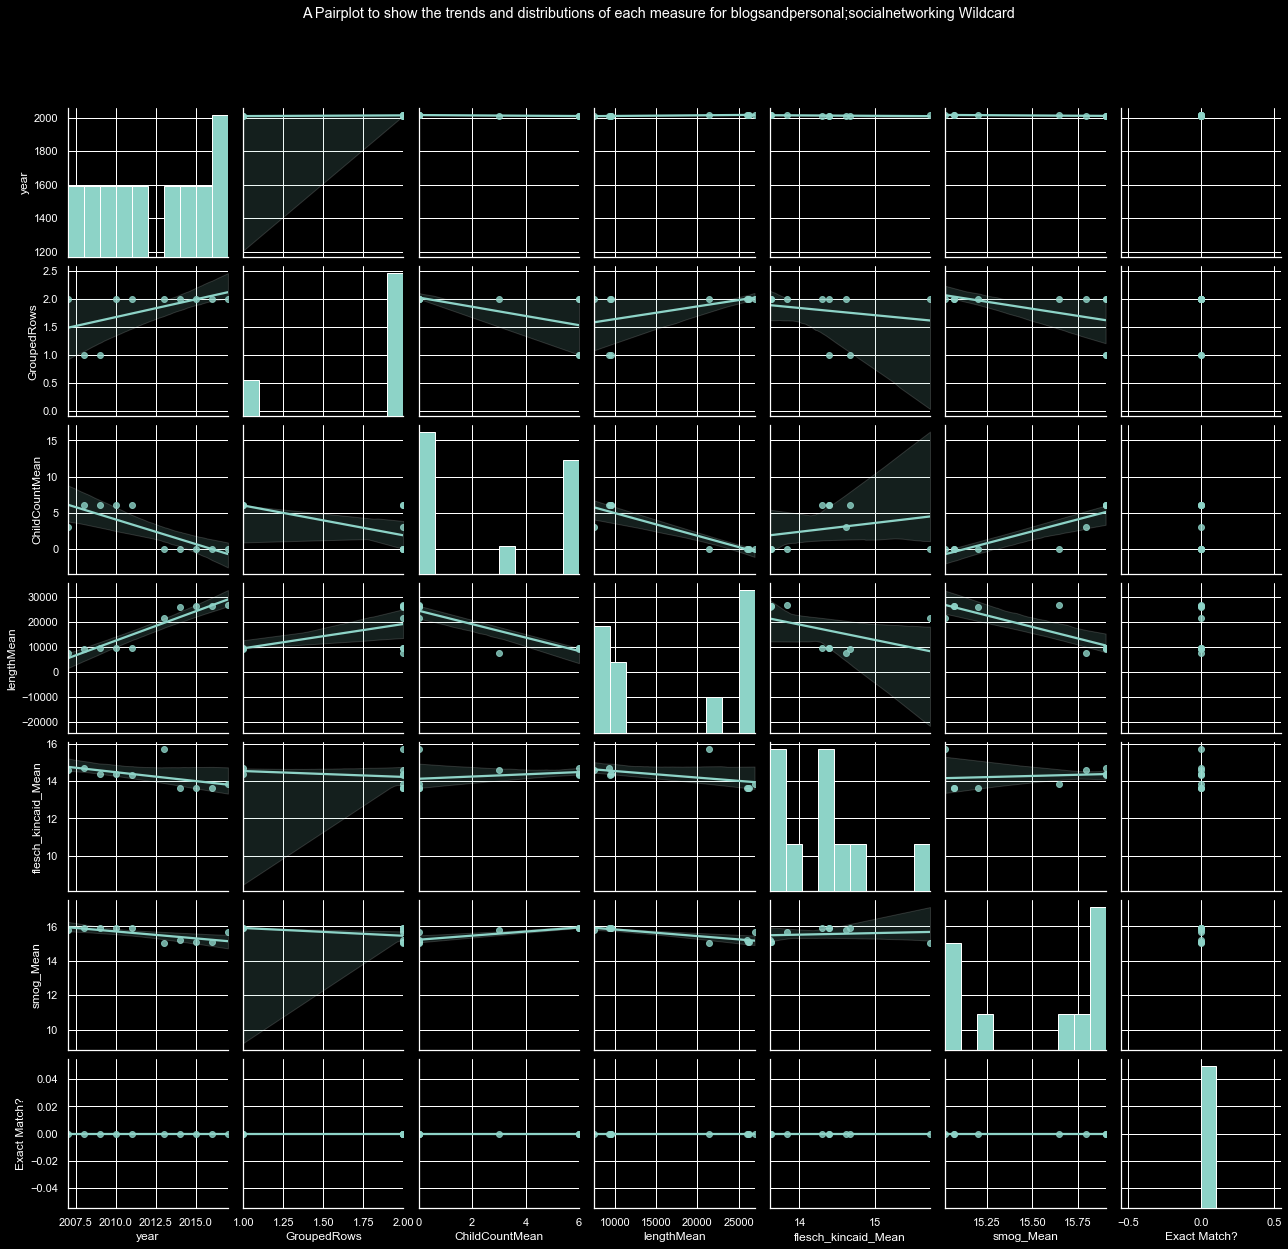 A Pairplot to show the trends and distributions of each measure for blogsandpersonal;socialnetworking Wildcard
2000
1800
1600
1400
1200
year
2.5
2.0
1.5
1.0
0.5
0.0
GroupedRows
15
10
5
0
ChildCountMean
30000
20000
10000
0
−10000
−20000
lengthMean
16
14
12
10
flesch_kincaid_Mean
16
14
12
10
smog_Mean
0.04
0.02
0.00
−0.02
−0.04
Exact Match?
2007.5 2010.0 2012.5 2015.0
year
1.00 1.25 1.50 1.75 2.00
GroupedRows
0 2 4 6
ChildCountMean
10000 15000 20000 25000
lengthMean
14 15
flesch_kincaid_Mean
15.25 15.50 15.75
smog_Mean
−0.5 0.0 0.5
Exact Match?